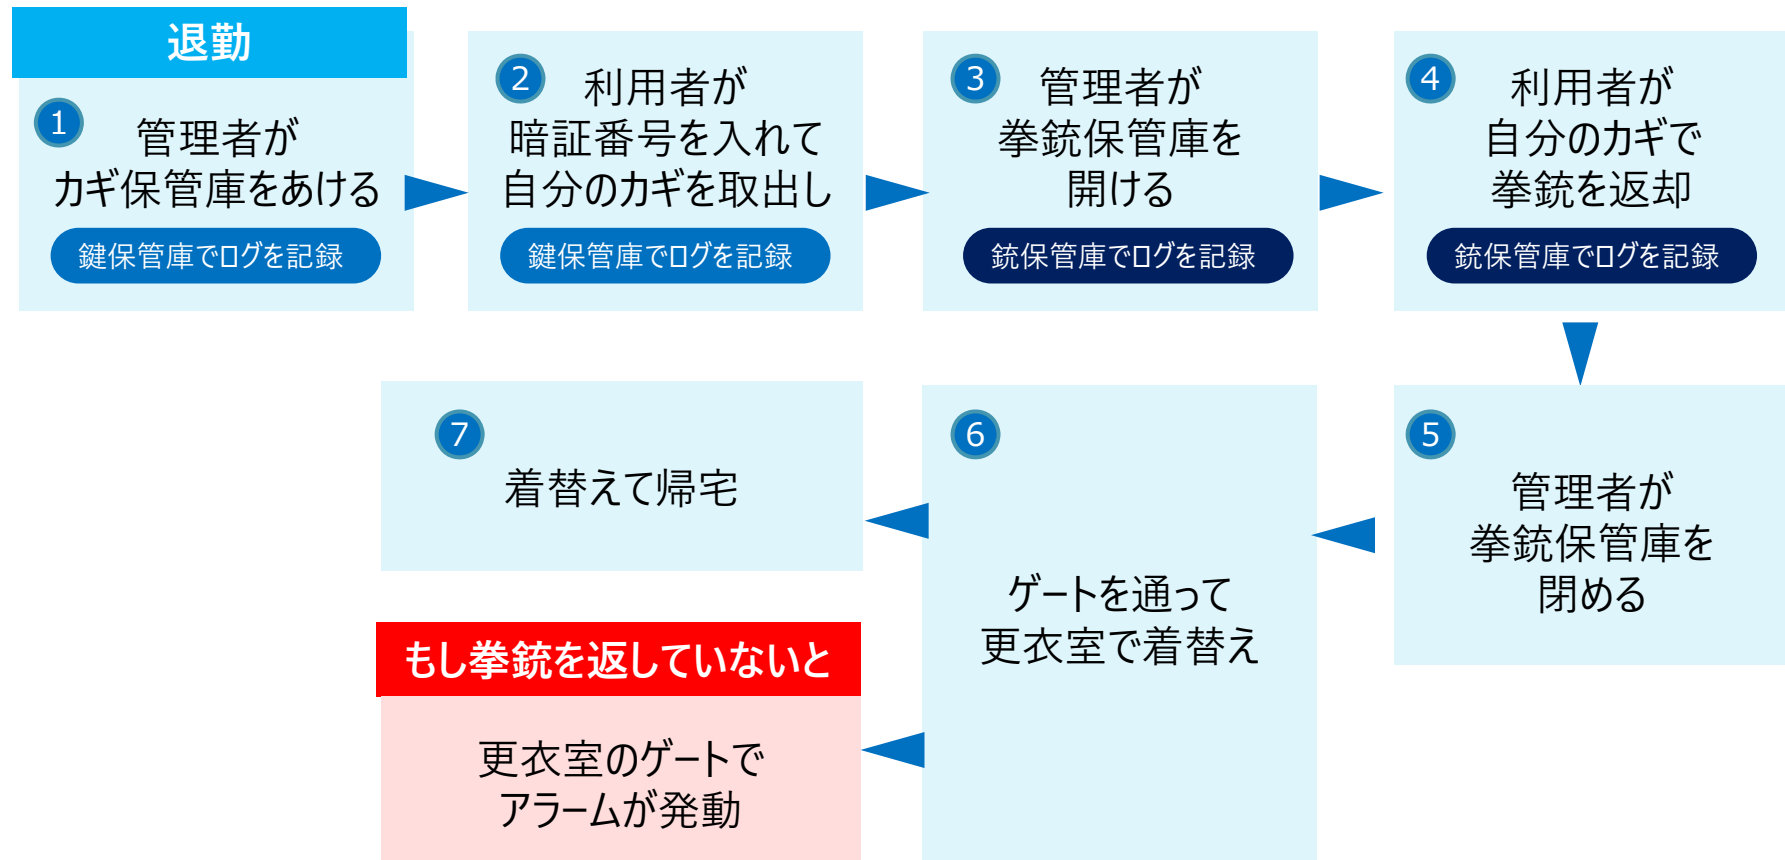 退勤
1
管理者が
カギ保管庫をあける
鍵保管庫でログを記録
2
利用者が
暗証番号を入れて
自分のカギを取出し
鍵保管庫でログを記録
3
管理者が
拳銃保管庫を
開ける
銃保管庫でログを記録
4
利用者が
自分のカギで
拳銃を返却
銃保管庫でログを記録
5
管理者が
拳銃保管庫を
閉める
6
ゲートを通って
更衣室で着替え
7
着替えて帰宅
もし拳銃を返していないと
更衣室のゲートで
アラームが発動